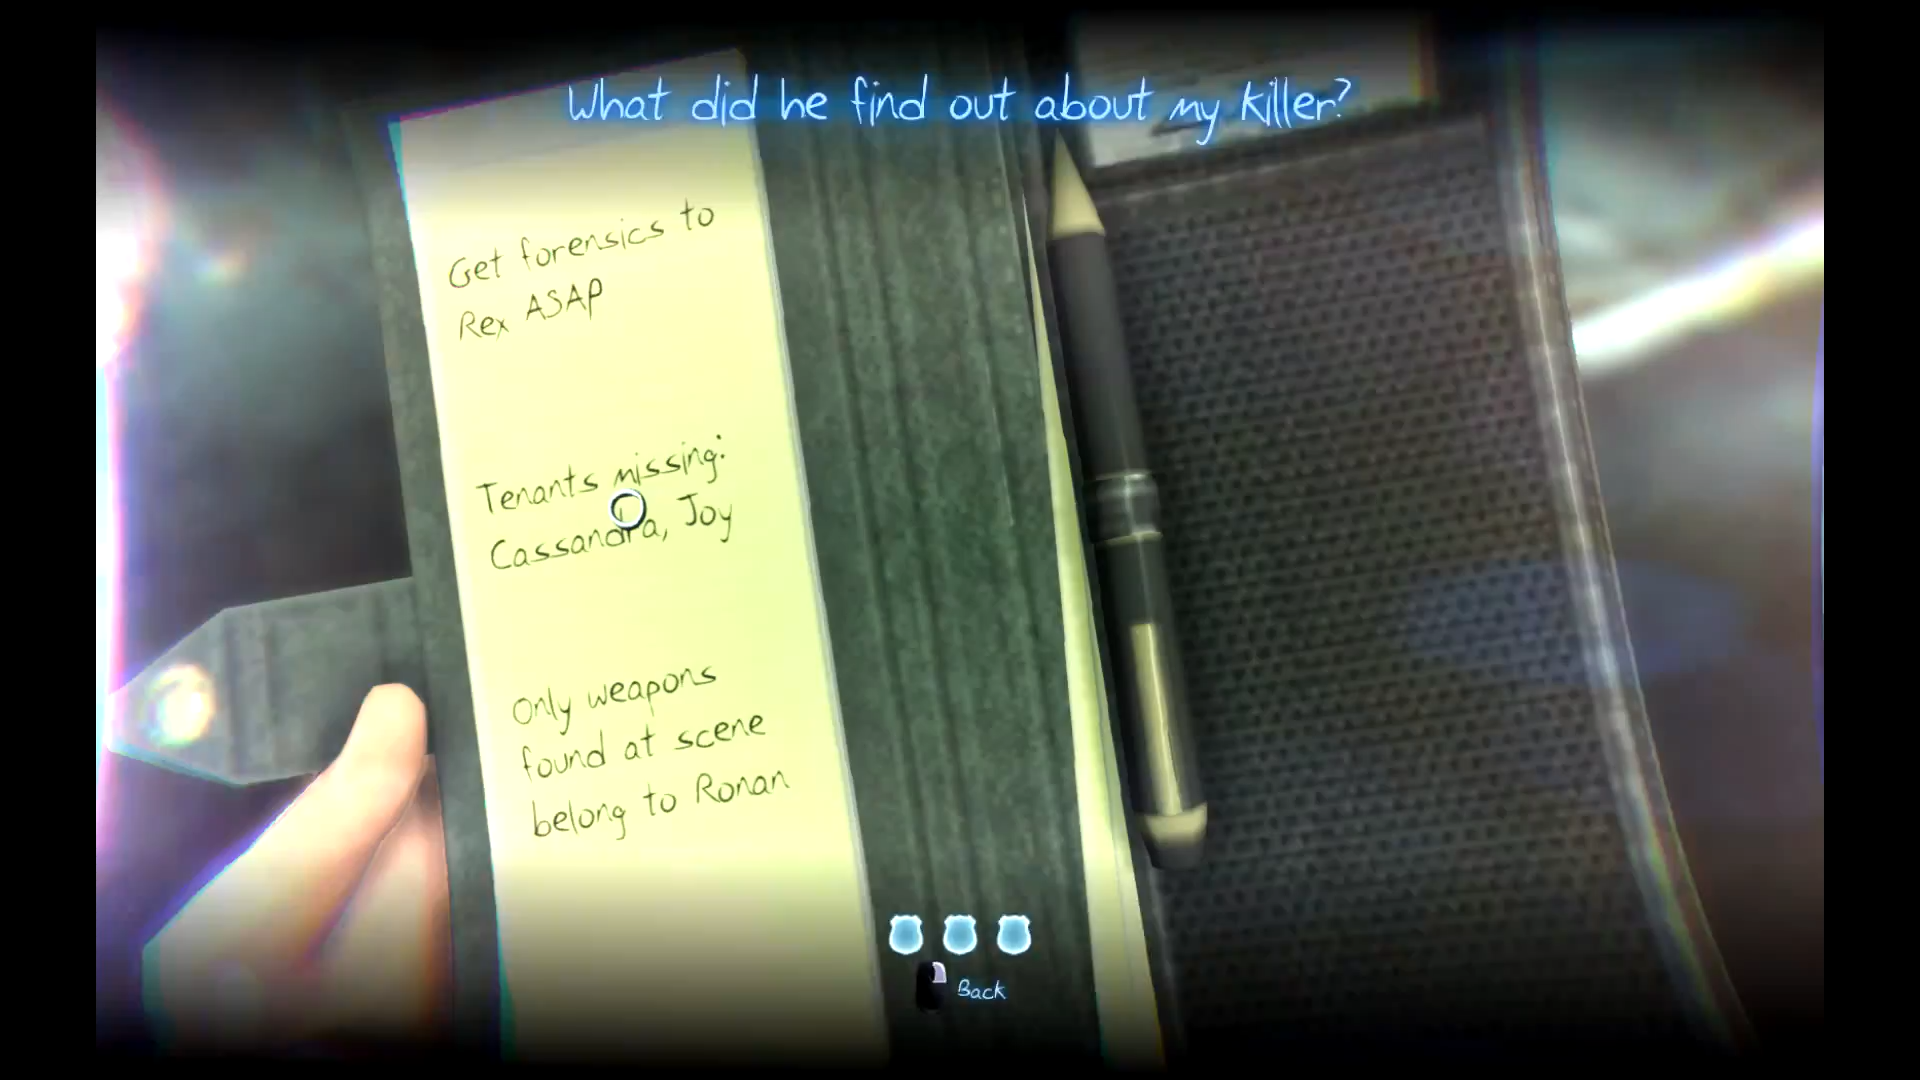 What did he find out about my killer?
Get forensics to
Rex ASAP
Tenants missing:
Cassandra, Joy
Only weapons
found at scene
belong to Ronan
Back